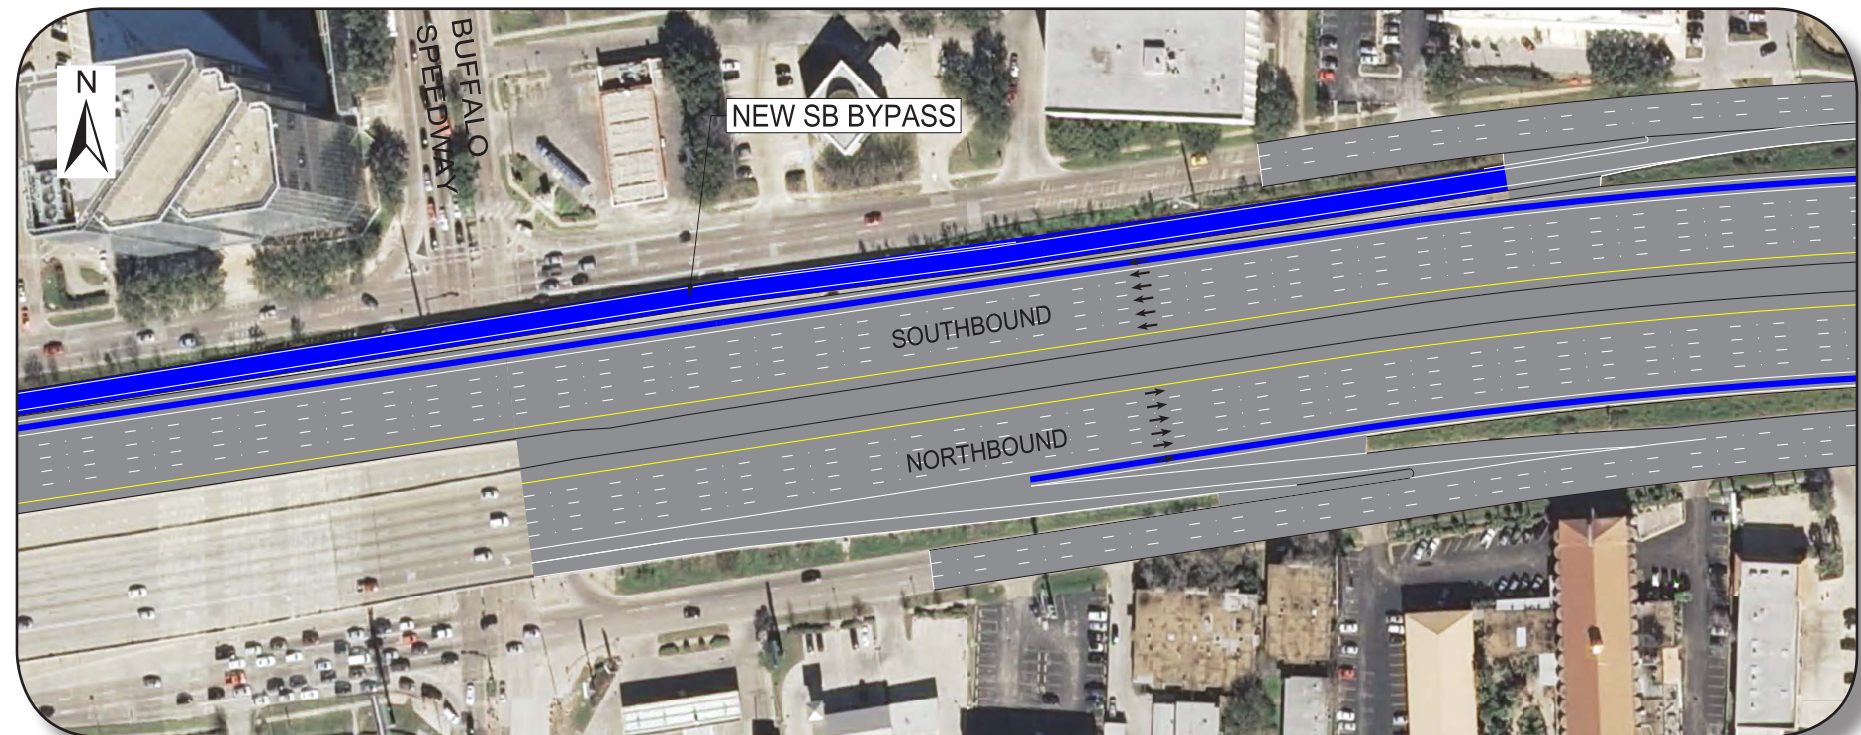 N
BUFFALO
SPEEDWAY
NEW SB BYPASS
SOUTHBOUND
NORTHBOUND